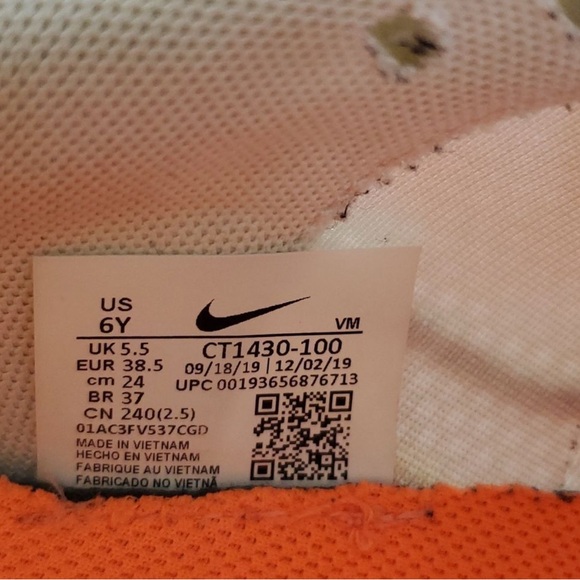 US
6Y
VM
UK 5.5
CT1430-100
EUR 38.5
09/18/19 | 12/02/19
cm 24
UPC 00193656876713
BR 37
CN 240(2.5)
01AC3FV537CGD
MADE IN VIETNAM
HECHO EN VIETNAM
FABRIQUE AU VIETNAM
FABRICADO NO VIETNÃ